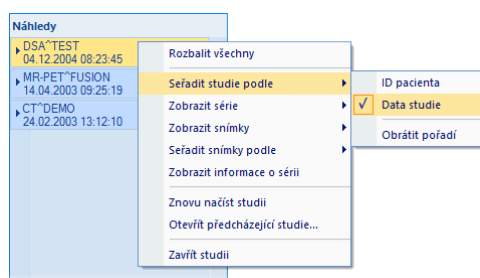 Náhledy
DSA^TEST
04.12.2004 08:23:45
MR-PET^FUSION
14.04.2003 09:25:19
CT^DEMO
24.02.2003 13:12:10
Rozbalit všechny
Seřadit studie podle
Zobrazit série
Zobrazit snímky
Seřadit snímky podle
Zobrazit informace o sérii
Znovu načíst studii
Otevřít předcházející studie...
Zavřít studii
ID pacienta
Data studie
Obrátit pořadí